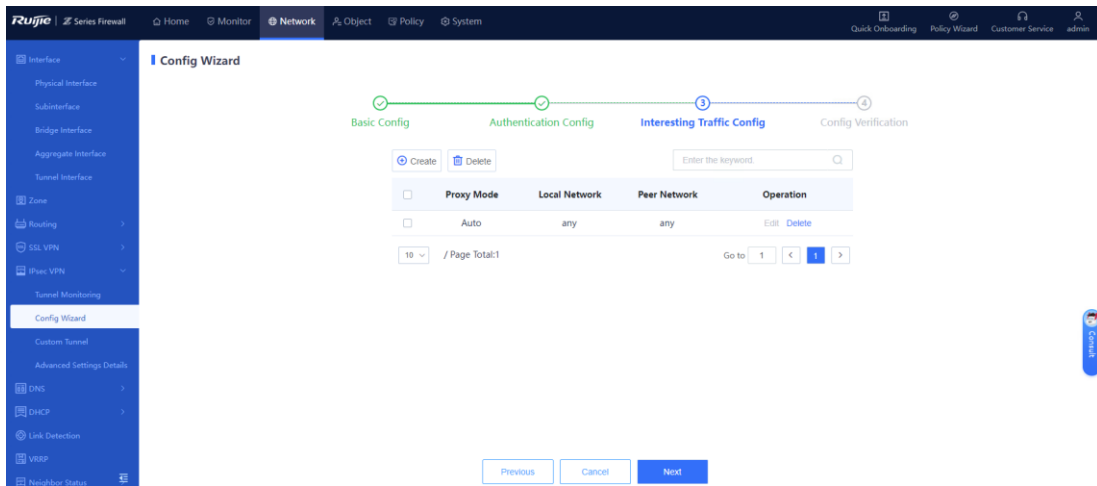 Ruijie | Z Series Firewall Home Monitor Network Object Policy System Quick Onboarding Policy Wizard Customer Service admin
Interface
Physical Interface
Subinterface
Bridge Interface
Aggregate Interface
Tunnel Interface
Zone
Routing
SSL VPN
IPsec VPN
Tunnel Monitoring
Config Wizard
Custom Tunnel
Advanced Settings Details
DNS
DHCP
Link Detection
VRRP
Neighbor Status
Config Wizard
3 4
Basic Config Authentication Config Interesting Traffic Config Config Verification
Create Delete Enter the keyword.
Proxy Mode Local Network Peer Network Operation
Auto any any Edit Delete
10 / Page Total:1 Go to 1 < 1 >
Consult
Previous Cancel Next